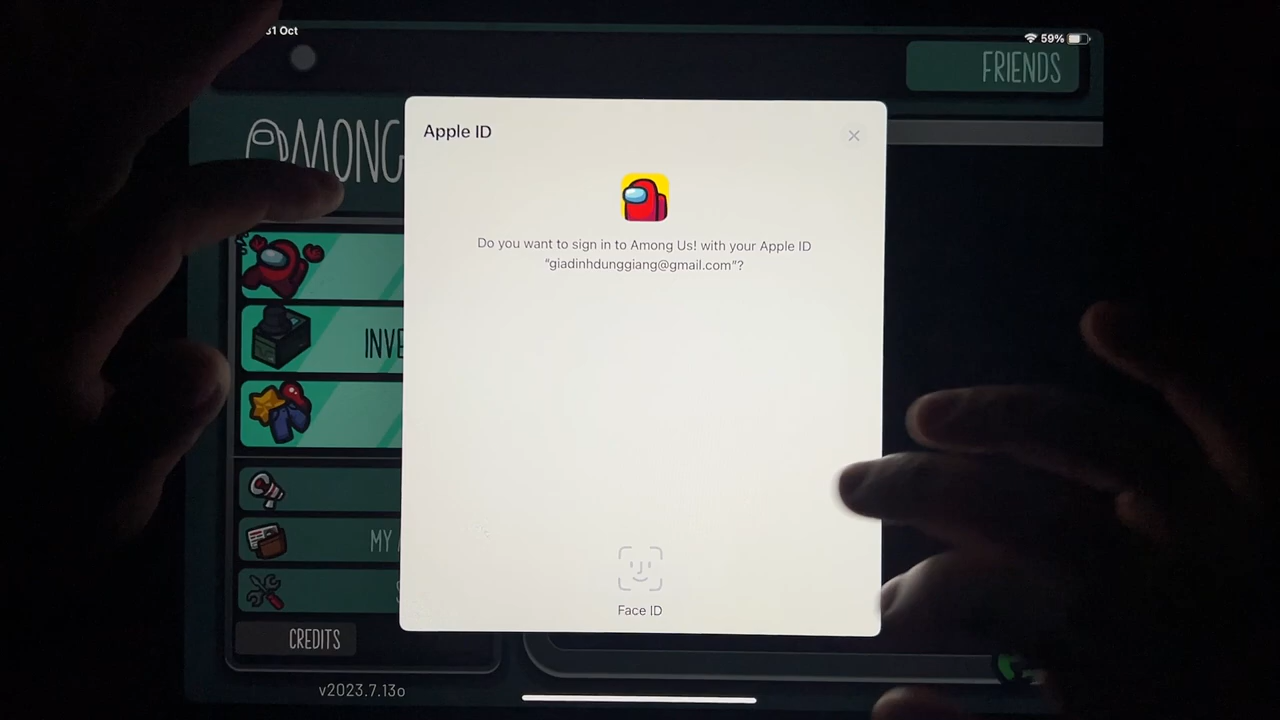 31 Oct
59%
FRIENDS
Apple ID
Do you want to sign in to Among Us! with your Apple ID
“giadinhdunggiang@gmail.com”?
Face ID
AMONG
INVE
MY
CREDITS
v2023.7.13o